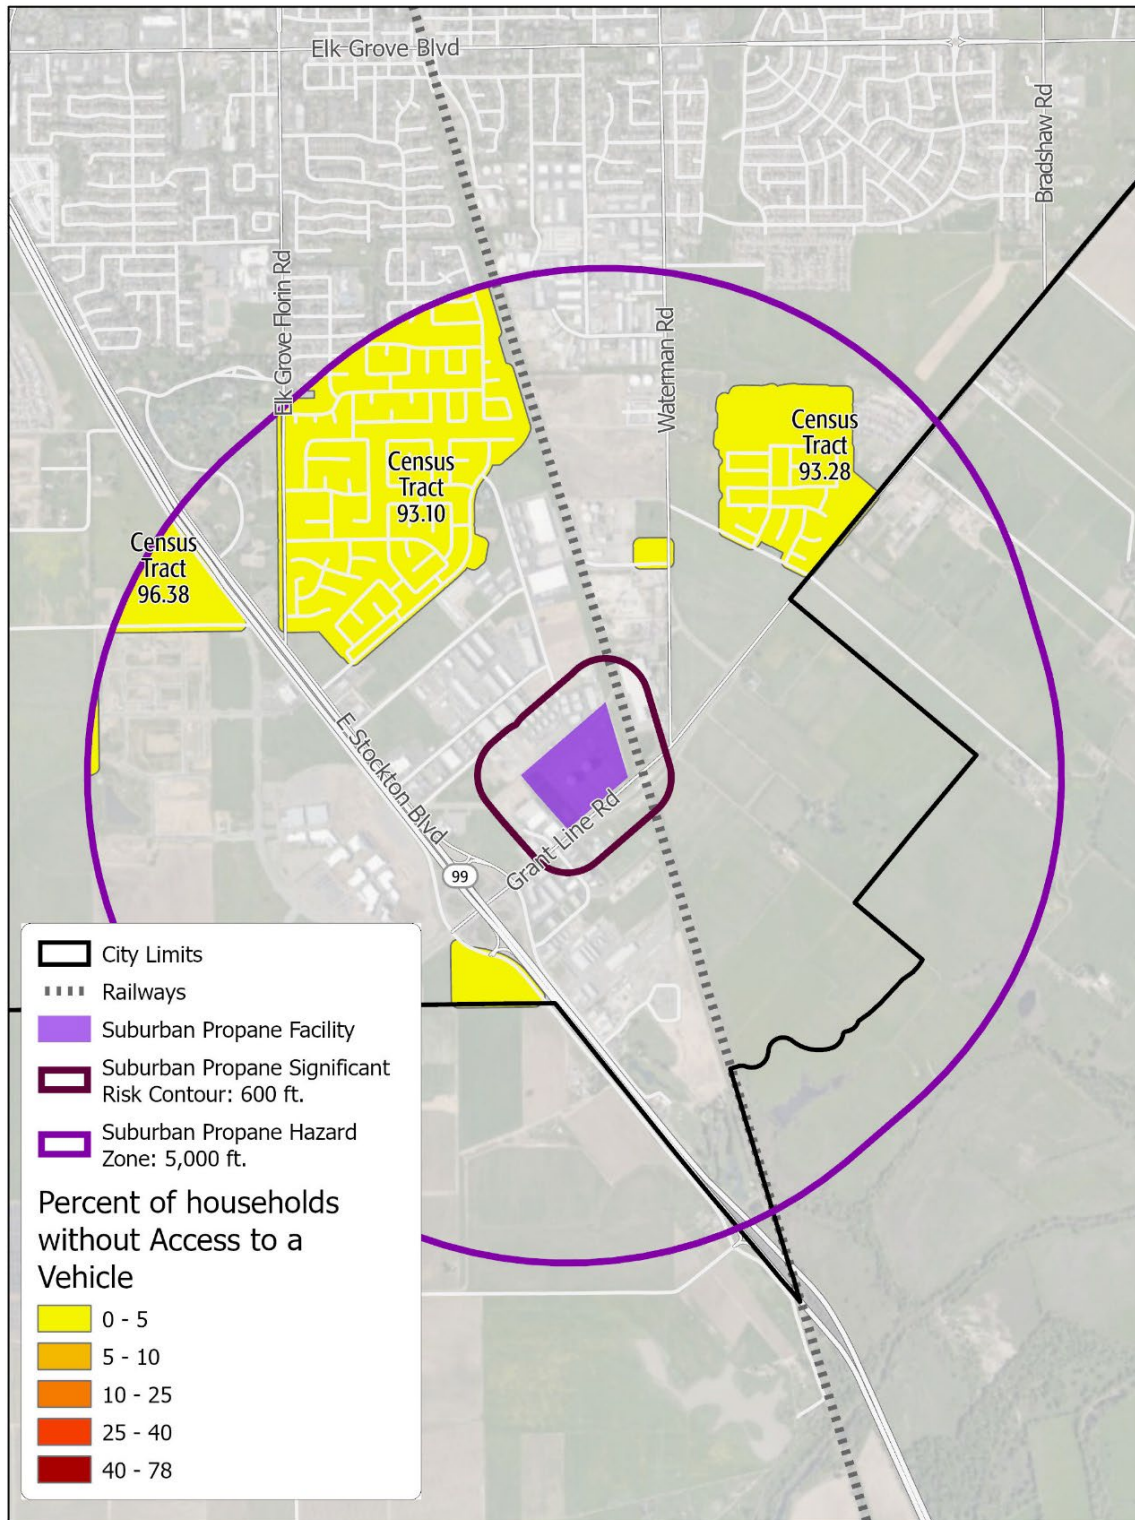 Elk Grove Blvd
Bradshaw Rd
Elk Grove Florin Rd
Waterman Rd
Census
Tract
93.28
Census
Tract
93.10
Census
Tract
96.38
E Stockton Blvd
Grant Line Rd
99
City Limits
Railways
Suburban Propane Facility
Suburban Propane Significant
Risk Contour: 600 ft.
Suburban Propane Hazard
Zone: 5,000 ft.
Percent of households
without Access to a
Vehicle
0 - 5
5 - 10
10 - 25
25 - 40
40 - 78